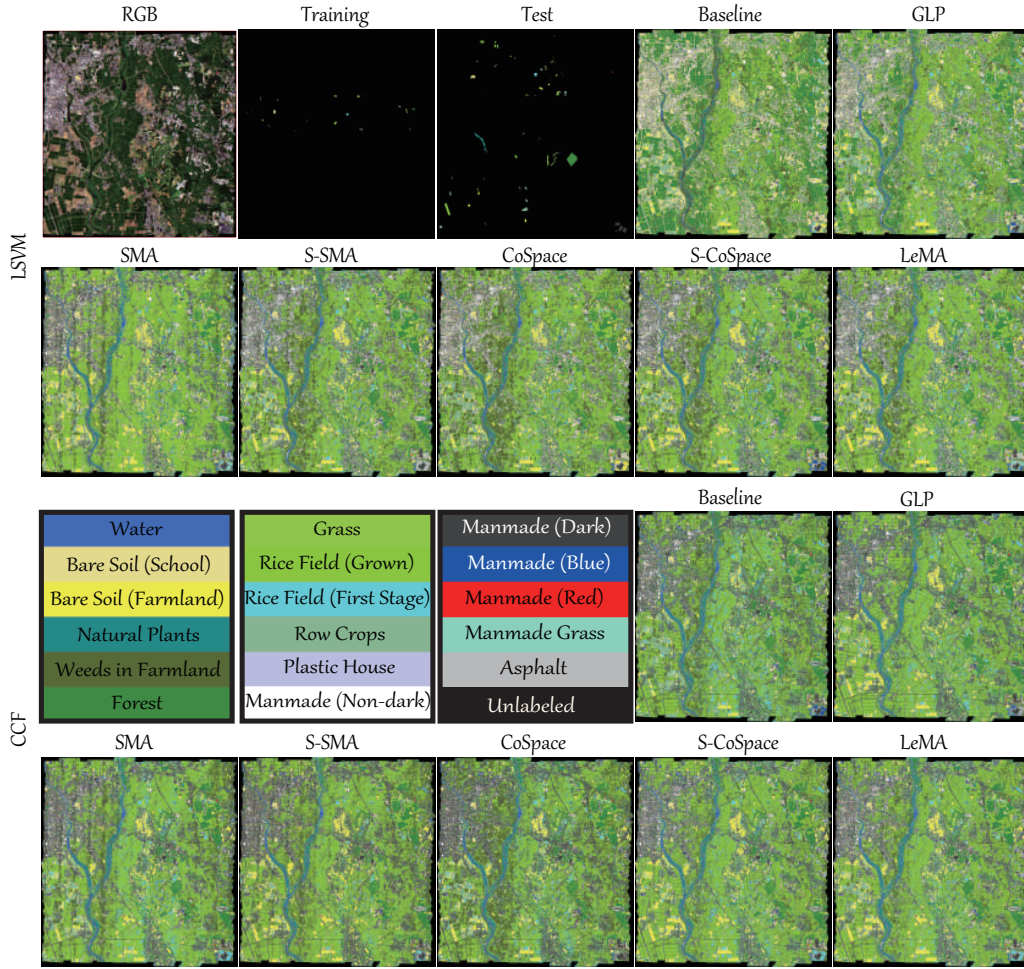 RGB Training Test Baseline GLP
LSVM
SMA S-SMA CoSpace S-CoSpace LeMA
Baseline GLP
Water Grass Manmade (Dark)
Bare Soil (School) Rice Field (Grown) Manmade (Blue)
Bare Soil (Farmland) Rice Field (First Stage) Manmade (Red)
Natural Plants Row Crops Manmade Grass
Weeds in Farmland Plastic House Asphalt
Forest Manmade (Non-dark) Unlabeled
CCF
SMA S-SMA CoSpace S-CoSpace LeMA